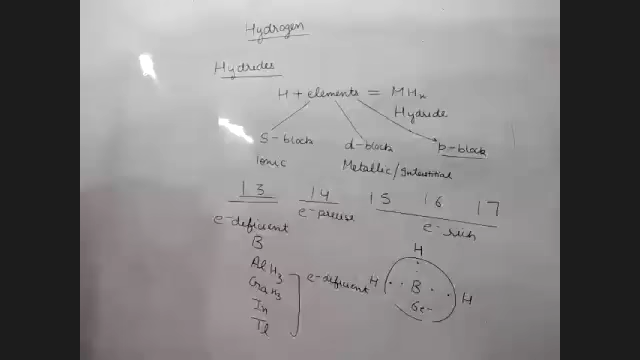 Hydrogen
Hydrides
H + elements = MHx
Hydride
S-block d-block p-block
Ionic Metallic/Interstitial
13 14 15 16 17
e-deficient e-precise e-rich
B
AlH3
GaH3
In
Tl
e-deficient
H
H B H
6e-